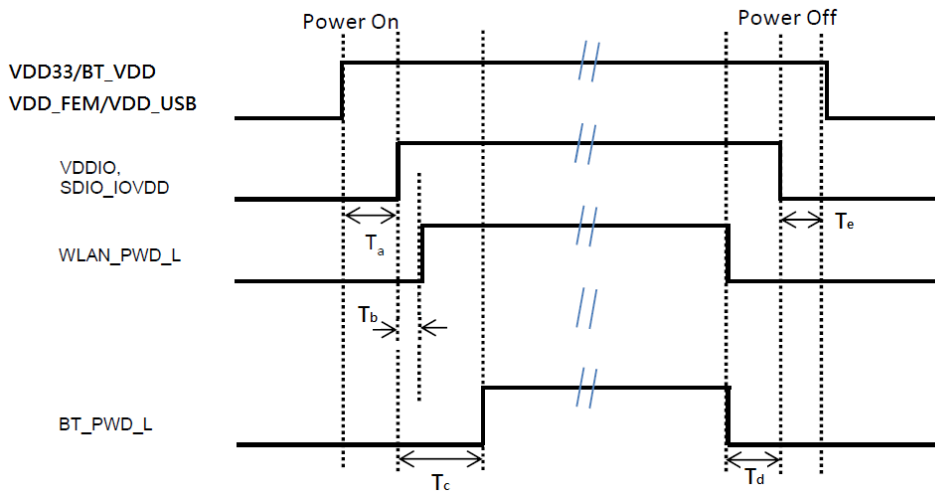 Power On
Power Off
VDD33/BT_VDD
VDD_FEM/VDD_USB
VDDIO,
SDIO_IOVDD
Ta
Te
WLAN_PWD_L
Tb
BT_PWD_L
Tc
Td